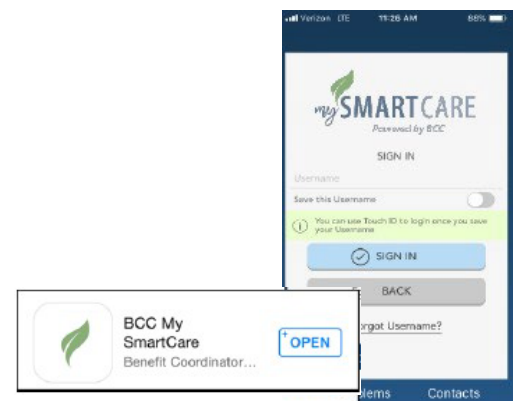 Verizon LTE 11:26 AM 88%
my SMARTCARE
Powered by BCC
SIGN IN
Username
Save this Username
You can use Touch ID to login once you save
your Username
SIGN IN
BACK
orgot Username?
BCC My
SmartCare
Benefit Coordinator...
OPEN
lems Contacts